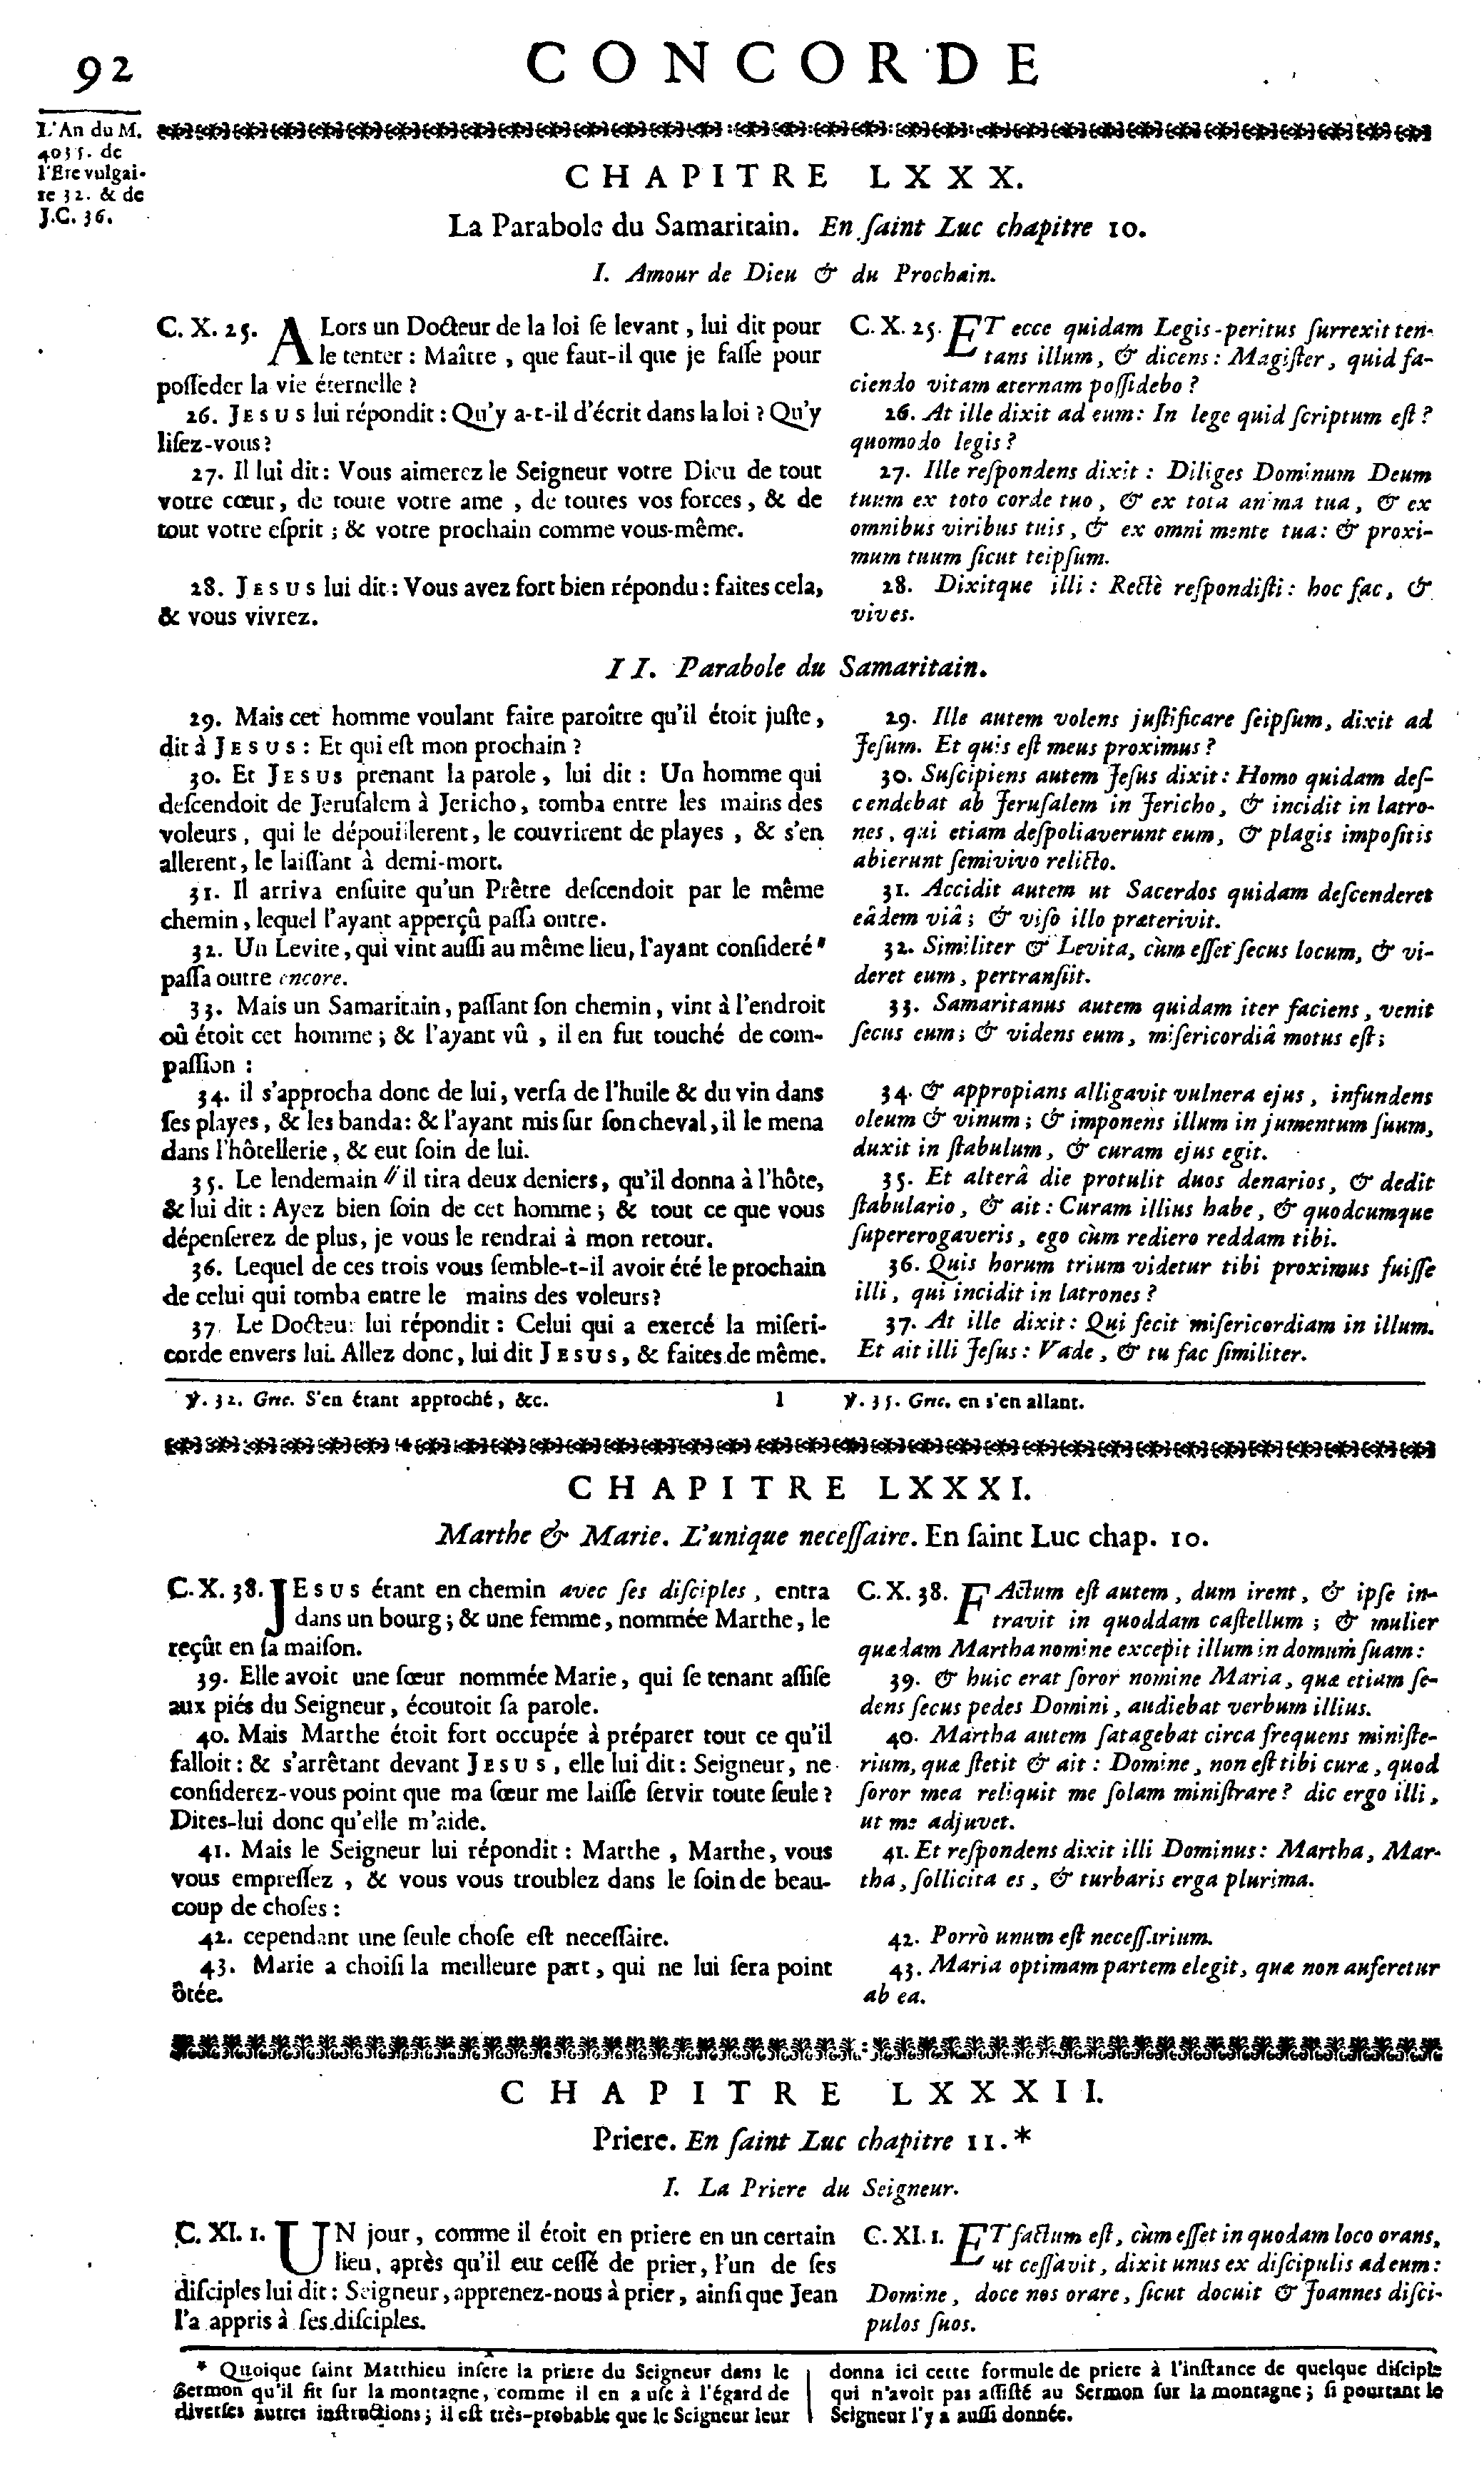 92
CONCORDE
L'An du M.
4035. de
l'Ere vulgai-
re 32. & de
J.C. 36.
CHAPITRE LXXX.
La Parabole du Samaritain. En ſaint Luc chapitre 10.
I. Amour de Dieu & du Prochain.
C. X. 25. ALors un Docteur de la loi ſe levant, lui dit pour
le tenter : Maître, que faut-il que je faſſe pour
poſſeder la vie éternelle ?
26. JESUS lui répondit : Qu'y a-t-il d'écrit dans la loi ? Qu'y
liſez-vous ?
27. Il lui dit : Vous aimerez le Seigneur votre Dieu de tout
votre cœur, de toute votre ame, de toutes vos forces, & de
tout votre eſprit ; & votre prochain comme vous-même.
28. JESUS lui dit : Vous avez fort bien répondu : faites cela,
& vous vivrez.
C. X. 25. ET ecce quidam Legis-peritus ſurrexit ten-
tans illum, & dicens : Magiſter, quid fa-
ciendo vitam æternam poſſidebo ?
26. At ille dixit ad eum : In lege quid ſcriptum eſt ?
quomodo legis ?
27. Ille reſpondens dixit : Diliges Dominum Deum
tuum ex toto corde tuo, & ex tota anima tua, & ex
omnibus viribus tuis, & ex omni mente tua : & proxi-
mum tuum ſicut teipſum.
28. Dixitque illi : Rectè reſpondiſti : hoc fac, &
vives.
II. Parabole du Samaritain.
29. Mais cet homme voulant faire paroître qu'il étoit juſte,
dit à JESUS : Et qui eſt mon prochain ?
30. Et JESUS prenant la parole, lui dit : Un homme qui
deſcendoit de Jeruſalem à Jericho, tomba entre les mains des
voleurs, qui le dépouillerent, le couvrirent de playes, & s'en
allerent, le laiſſant à demi-mort.
31. Il arriva enſuite qu'un Prêtre deſcendoit par le même
chemin, lequel l'ayant apperçû paſſa outre.
32. Un Levite, qui vint auſſi au même lieu, l'ayant conſideré "
paſſa outre encore.
33. Mais un Samaritain, paſſant ſon chemin, vint à l'endroit
où étoit cet homme ; & l'ayant vû, il en fut touché de com-
paſſion :
34. il s'approcha donc de lui, verſa de l'huile & du vin dans
ſes playes, & les banda : & l'ayant mis ſur ſon cheval, il le mena
dans l'hôtellerie, & eut ſoin de lui.
35. Le lendemain " il tira deux deniers, qu'il donna à l'hôte,
& lui dit : Ayez bien ſoin de cet homme ; & tout ce que vous
dépenſerez de plus, je vous le rendrai à mon retour.
36. Lequel de ces trois vous ſemble-t-il avoir été le prochain
de celui qui tomba entre le mains des voleurs ?
37. Le Docteur lui répondit : Celui qui a exercé la miſeri-
corde envers lui. Allez donc, lui dit JESUS, & faites de même.
29. Ille autem volens juſtificare ſeipſum, dixit ad
Jeſum. Et quis eſt meus proximus ?
30. Suſcipiens autem Jeſus dixit : Homo quidam deſ-
cendebat ab Jeruſalem in Jericho, & incidit in latro-
nes, qui etiam deſpoliaverunt eum, & plagis impoſitis
abierunt ſemivivo relicto.
31. Accidit autem ut Sacerdos quidam deſcenderet
eâdem viâ ; & viſo illo præterivit.
32. Similiter & Levita, cùm eſſet ſecus locum, & vi-
deret eum, pertranſiit.
33. Samaritanus autem quidam iter faciens, venit
ſecus eum ; & videns eum, miſericordiâ motus eſt ;
34. & appropians alligavit vulnera ejus, infundens
oleum & vinum ; & imponens illum in jumentum ſuum,
duxit in ſtabulum, & curam ejus egit.
35. Et alterâ die protulit duos denarios, & dedit
ſtabulario, & ait : Curam illius habe, & quodcumque
ſupererogaveris, ego cùm rediero reddam tibi.
36. Quis horum trium videtur tibi proximus fuiſſe
illi, qui incidit in latrones ?
37. At ille dixit : Qui fecit miſericordiam in illum.
Et ait illi Jeſus : Vade, & tu fac ſimiliter.
℣. 32. Grec. S'en étant approché, &c.
℣. 35. Grec. en s'en allant.
CHAPITRE LXXXI.
Marthe & Marie. L'unique neceſſaire. En ſaint Luc chap. 10.
C. X. 38. JESUS étant en chemin avec ſes diſciples, entra
dans un bourg ; & une femme, nommée Marthe, le
reçût en ſa maiſon.
39. Elle avoit une ſœur nommée Marie, qui ſe tenant aſſiſe
aux piés du Seigneur, écoutoit ſa parole.
40. Mais Marthe étoit fort occupée à préparer tout ce qu'il
falloit : & s'arrêtant devant JESUS, elle lui dit : Seigneur, ne
conſiderez-vous point que ma ſœur me laiſſe ſervir toute ſeule ?
Dites-lui donc qu'elle m'aide.
41. Mais le Seigneur lui répondit : Marthe, Marthe, vous
vous empreſſez, & vous vous troublez dans le ſoin de beau-
coup de choſes :
42. cependant une ſeule choſe eſt neceſſaire.
43. Marie a choiſi la meilleure part, qui ne lui ſera point
ôtée.
C. X. 38. FActum eſt autem, dum irent, & ipſe in-
travit in quoddam caſtellum ; & mulier
quædam Martha nomine excepit illum in domum ſuam :
39. & huic erat ſoror nomine Maria, quæ etiam ſe-
dens ſecus pedes Domini, audiebat verbum illius.
40. Martha autem ſatagebat circa frequens miniſte-
rium, quæ ſtetit & ait : Domine, non eſt tibi curæ, quod
ſoror mea reliquit me ſolam miniſtrare ? dic ergo illi,
ut me adjuvet.
41. Et reſpondens dixit illi Dominus : Martha, Mar-
tha, ſollicita es, & turbaris erga plurima.
42. Porrò unum eſt neceſſarium.
43. Maria optimam partem elegit, quæ non auferetur
ab ea.
CHAPITRE LXXXII.
Priere. En ſaint Luc chapitre 11.*
I. La Priere du Seigneur.
C. XI. 1. UN jour, comme il étoit en priere en un certain
lieu, après qu'il eut ceſſé de prier, l'un de ſes
diſciples lui dit : Seigneur, apprenez-nous à prier, ainſi que Jean
l'a appris à ſes diſciples.
C. XI. 1. ET factum eſt, cùm eſſet in quodam loco orans,
ut ceſſavit, dixit unus ex diſcipulis ad eum :
Domine, doce nos orare, ſicut docuit & Joannes diſci-
pulos ſuos.
* Quoique ſaint Matthieu inſere la priere du Seigneur dans le
Sermon qu'il fit ſur la montagne, comme il en a uſé à l'égard de
diverſes autres inſtructions ; il eſt très-probable que le Seigneur leur
donna ici cette formule de priere à l'inſtance de quelque diſciple
qui n'avoit pas aſſiſté au Sermon ſur la montagne ; ſi pourtant le
Seigneur l'y a auſſi donnée.